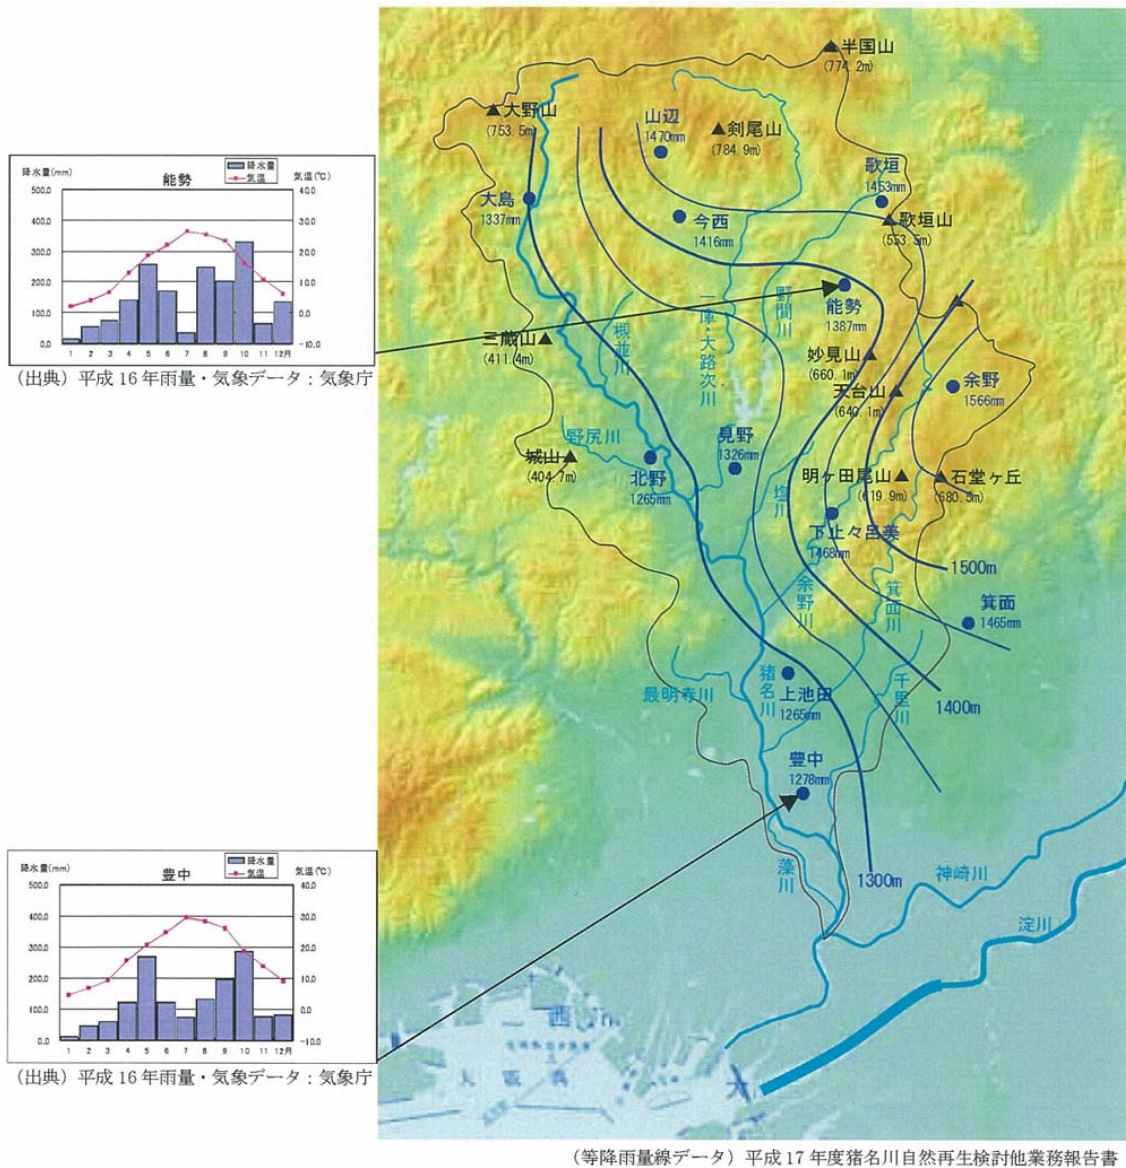 降水量(mm)
能勢
降水量
気温
気温(℃)
500.0
400.0
300.0
200.0
100.0
0.0
40.0
30.0
20.0
10.0
0.0
-10.0
1 2 3 4 5 6 7 8 9 10 11 12月
(出典)平成 16 年雨量・気象データ:気象庁
降水量(mm)
豊中
降水量
気温
気温(℃)
500.0
400.0
300.0
200.0
100.0
0.0
40.0
30.0
20.0
10.0
0.0
-10.0
1 2 3 4 5 6 7 8 9 10 11 12月
(出典)平成 16 年雨量・気象データ:気象庁
半国山
(774.2m)
大野山
(753.5m)
山辺
1470mm
剣尾山
(784.9m)
大島
1337mm
今西
1416mm
歌垣
1453mm
歌垣山
(553.5m)
能勢
1387mm
野間川
一庫・大路次川
槻並川
三蔵山
(411.4m)
妙見山
(660.1m)
天台山
(640.1m)
余野
1566mm
野尻川
城山
(404.7m)
北野
1265mm
見野
1326mm
塩川
明ヶ田尾山
(619.9m)
石堂ヶ丘
(680.5m)
下止々呂美
1468mm
1500m
余野川
箕面川
箕面
1465mm
最明寺川
猪名川
上池田
1265mm
千里川
1400m
豊中
1278mm
藻川
1300m
神崎川
淀川
(等降雨量線データ)平成 17 年度猪名川自然再生検討他業務報告書